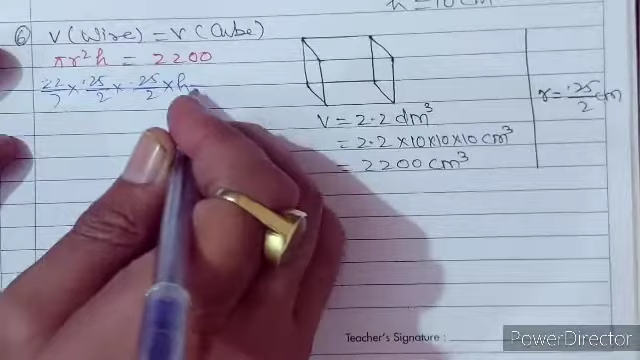 h = 10 cm
⑥ V (Wire) = V (Cube)
πr²h = 2200
22/7 × .25/2 × .25/2 × h
V = 2.2 dm³
= 2.2 × 10 × 10 × 10 cm³
= 2200 cm³
r = .25/2 cm
Teacher's Signature :
PowerDirector